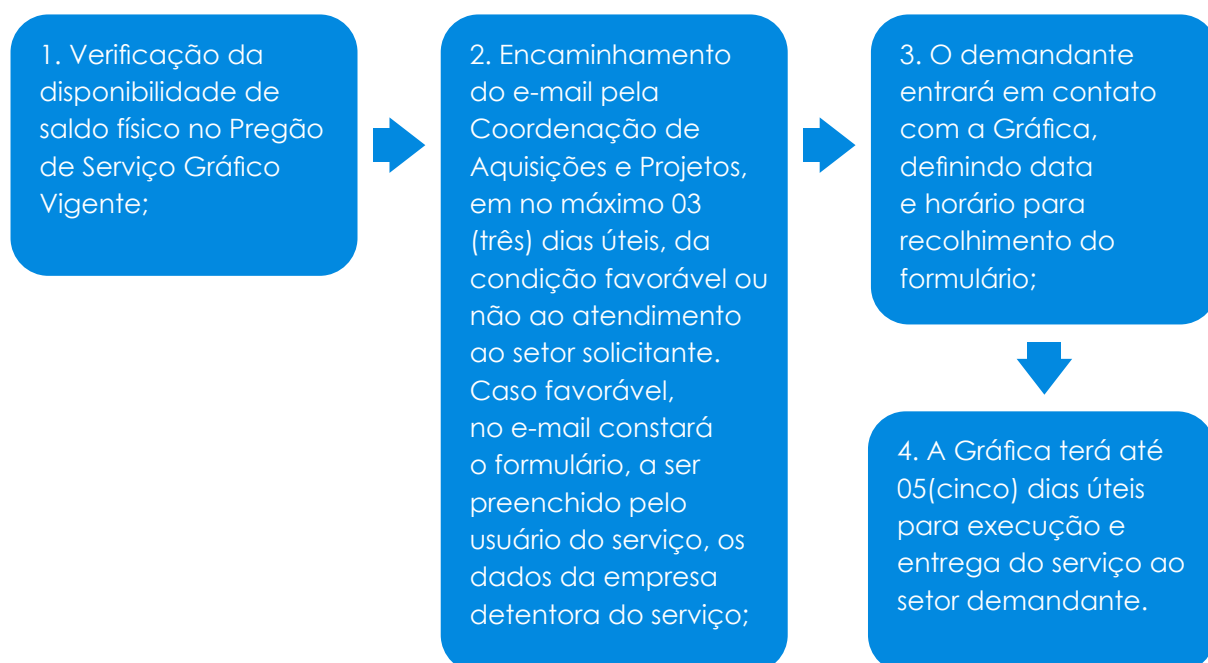 1. Verificação da
disponibilidade de
saldo físico no Pregão
de Serviço Gráfico
Vigente;
2. Encaminhamento
do e-mail pela
Coordenação de
Aquisições e Projetos,
em no máximo 03
(três) dias úteis, da
condição favorável ou
não ao atendimento
ao setor solicitante.
Caso favorável,
no e-mail constará
o formulário, a ser
preenchido pelo
usuário do serviço, os
dados da empresa
detentora do serviço;
3. O demandante
entrará em contato
com a Gráfica,
definindo data
e horário para
recolhimento do
formulário;
4. A Gráfica terá até
05(cinco) dias úteis
para execução e
entrega do serviço ao
setor demandante.